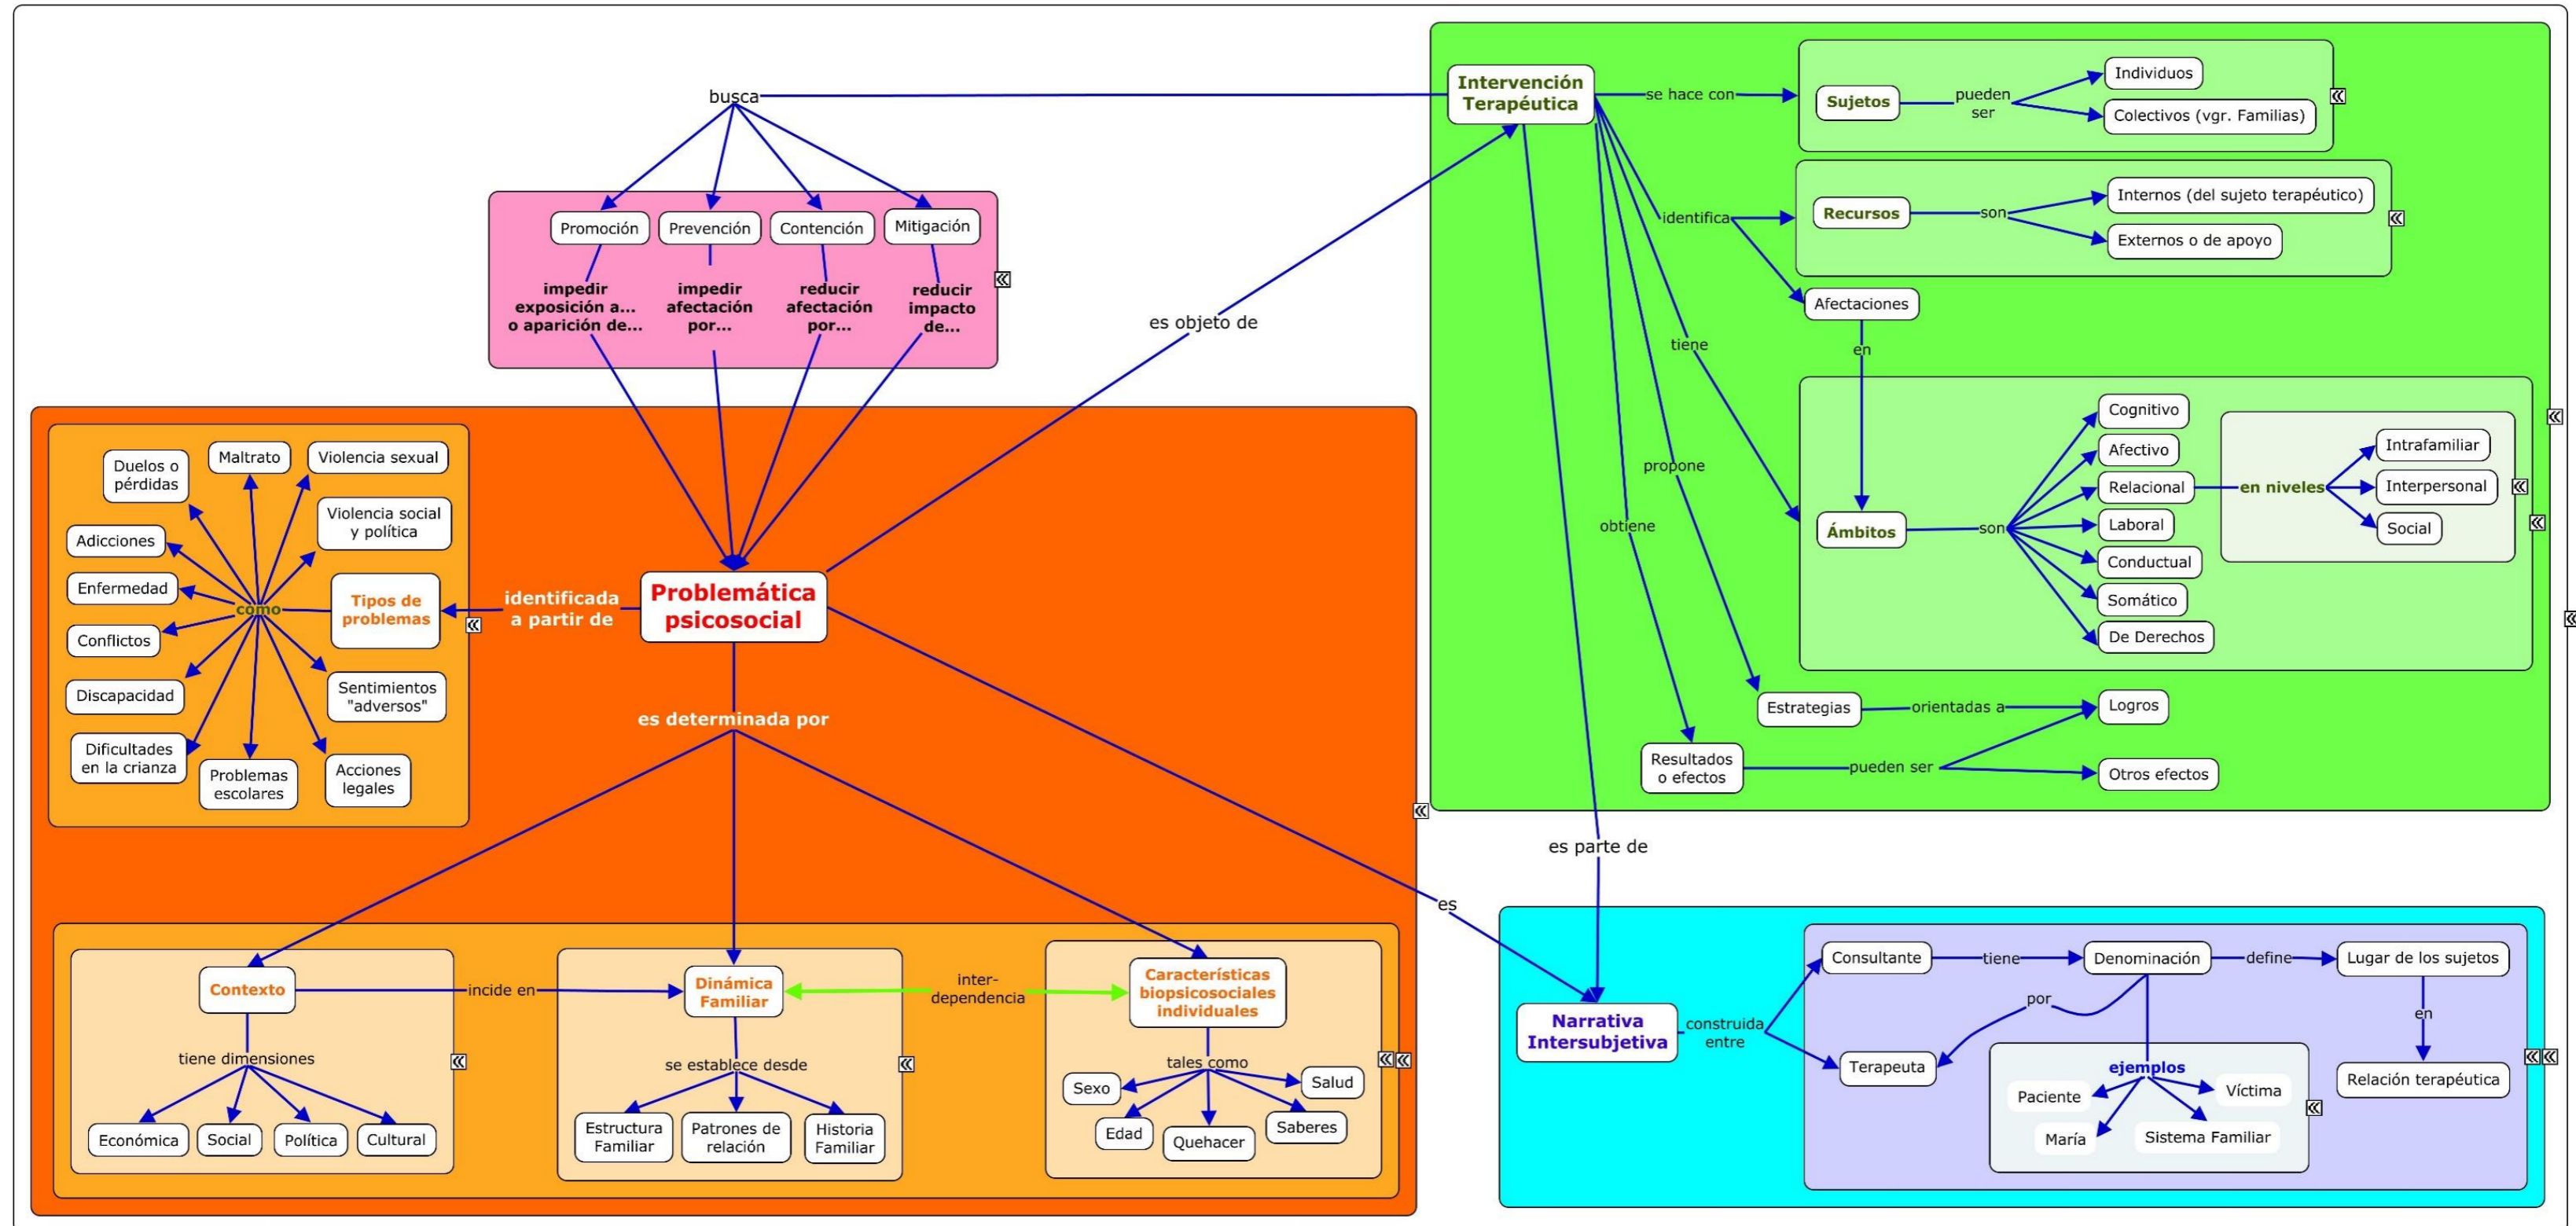 busca
Promoción
Prevención
Contención
Mitigación
impedir
exposición a...
o aparición de...
impedir
afectación
por...
reducir
afectación
por...
reducir
impacto
de...
es objeto de
Intervención
Terapéutica
se hace con
Sujetos
pueden
ser
Individuos
Colectivos (vgr. Familias)
identifica
Recursos
son
Internos (del sujeto terapéutico)
Externos o de apoyo
Afectaciones
en
tiene
Ámbitos
son
Cognitivo
Afectivo
Relacional
Laboral
Conductual
Somático
De Derechos
en niveles
Intrafamiliar
Interpersonal
Social
propone
Estrategias
orientadas a
Logros
obtiene
Resultados
o efectos
pueden ser
Otros efectos
es parte de
Problemática
psicosocial
identificada
a partir de
Tipos de
problemas
como
Duelos o
pérdidas
Maltrato
Violencia sexual
Violencia social
y política
Adicciones
Enfermedad
Conflictos
Discapacidad
Dificultades
en la crianza
Problemas
escolares
Acciones
legales
Sentimientos
"adversos"
es determinada por
Contexto
tiene dimensiones
Económica
Social
Política
Cultural
incide en
Dinámica
Familiar
se establece desde
Estructura
Familiar
Patrones de
relación
Historia
Familiar
inter-
dependencia
Características
biopsicosociales
individuales
tales como
Sexo
Edad
Quehacer
Saberes
Salud
es
Narrativa
Intersubjetiva
construida
entre
Consultante
tiene
Denominación
define
Lugar de los sujetos
por
Terapeuta
en
Relación terapéutica
ejemplos
Paciente
María
Sistema Familiar
Víctima